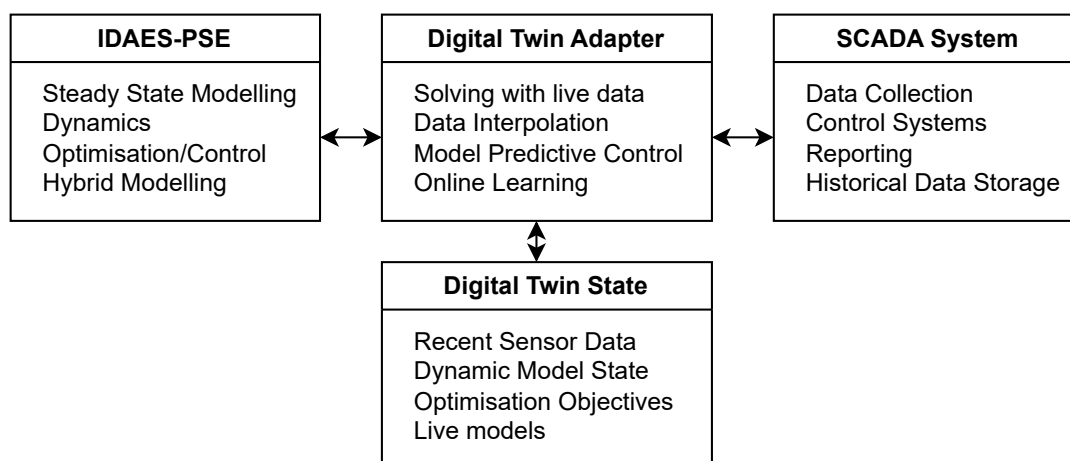 IDAES-PSE
Steady State Modelling
Dynamics
Optimisation/Control
Hybrid Modelling
Digital Twin Adapter
Solving with live data
Data Interpolation
Model Predictive Control
Online Learning
SCADA System
Data Collection
Control Systems
Reporting
Historical Data Storage
Digital Twin State
Recent Sensor Data
Dynamic Model State
Optimisation Objectives
Live models